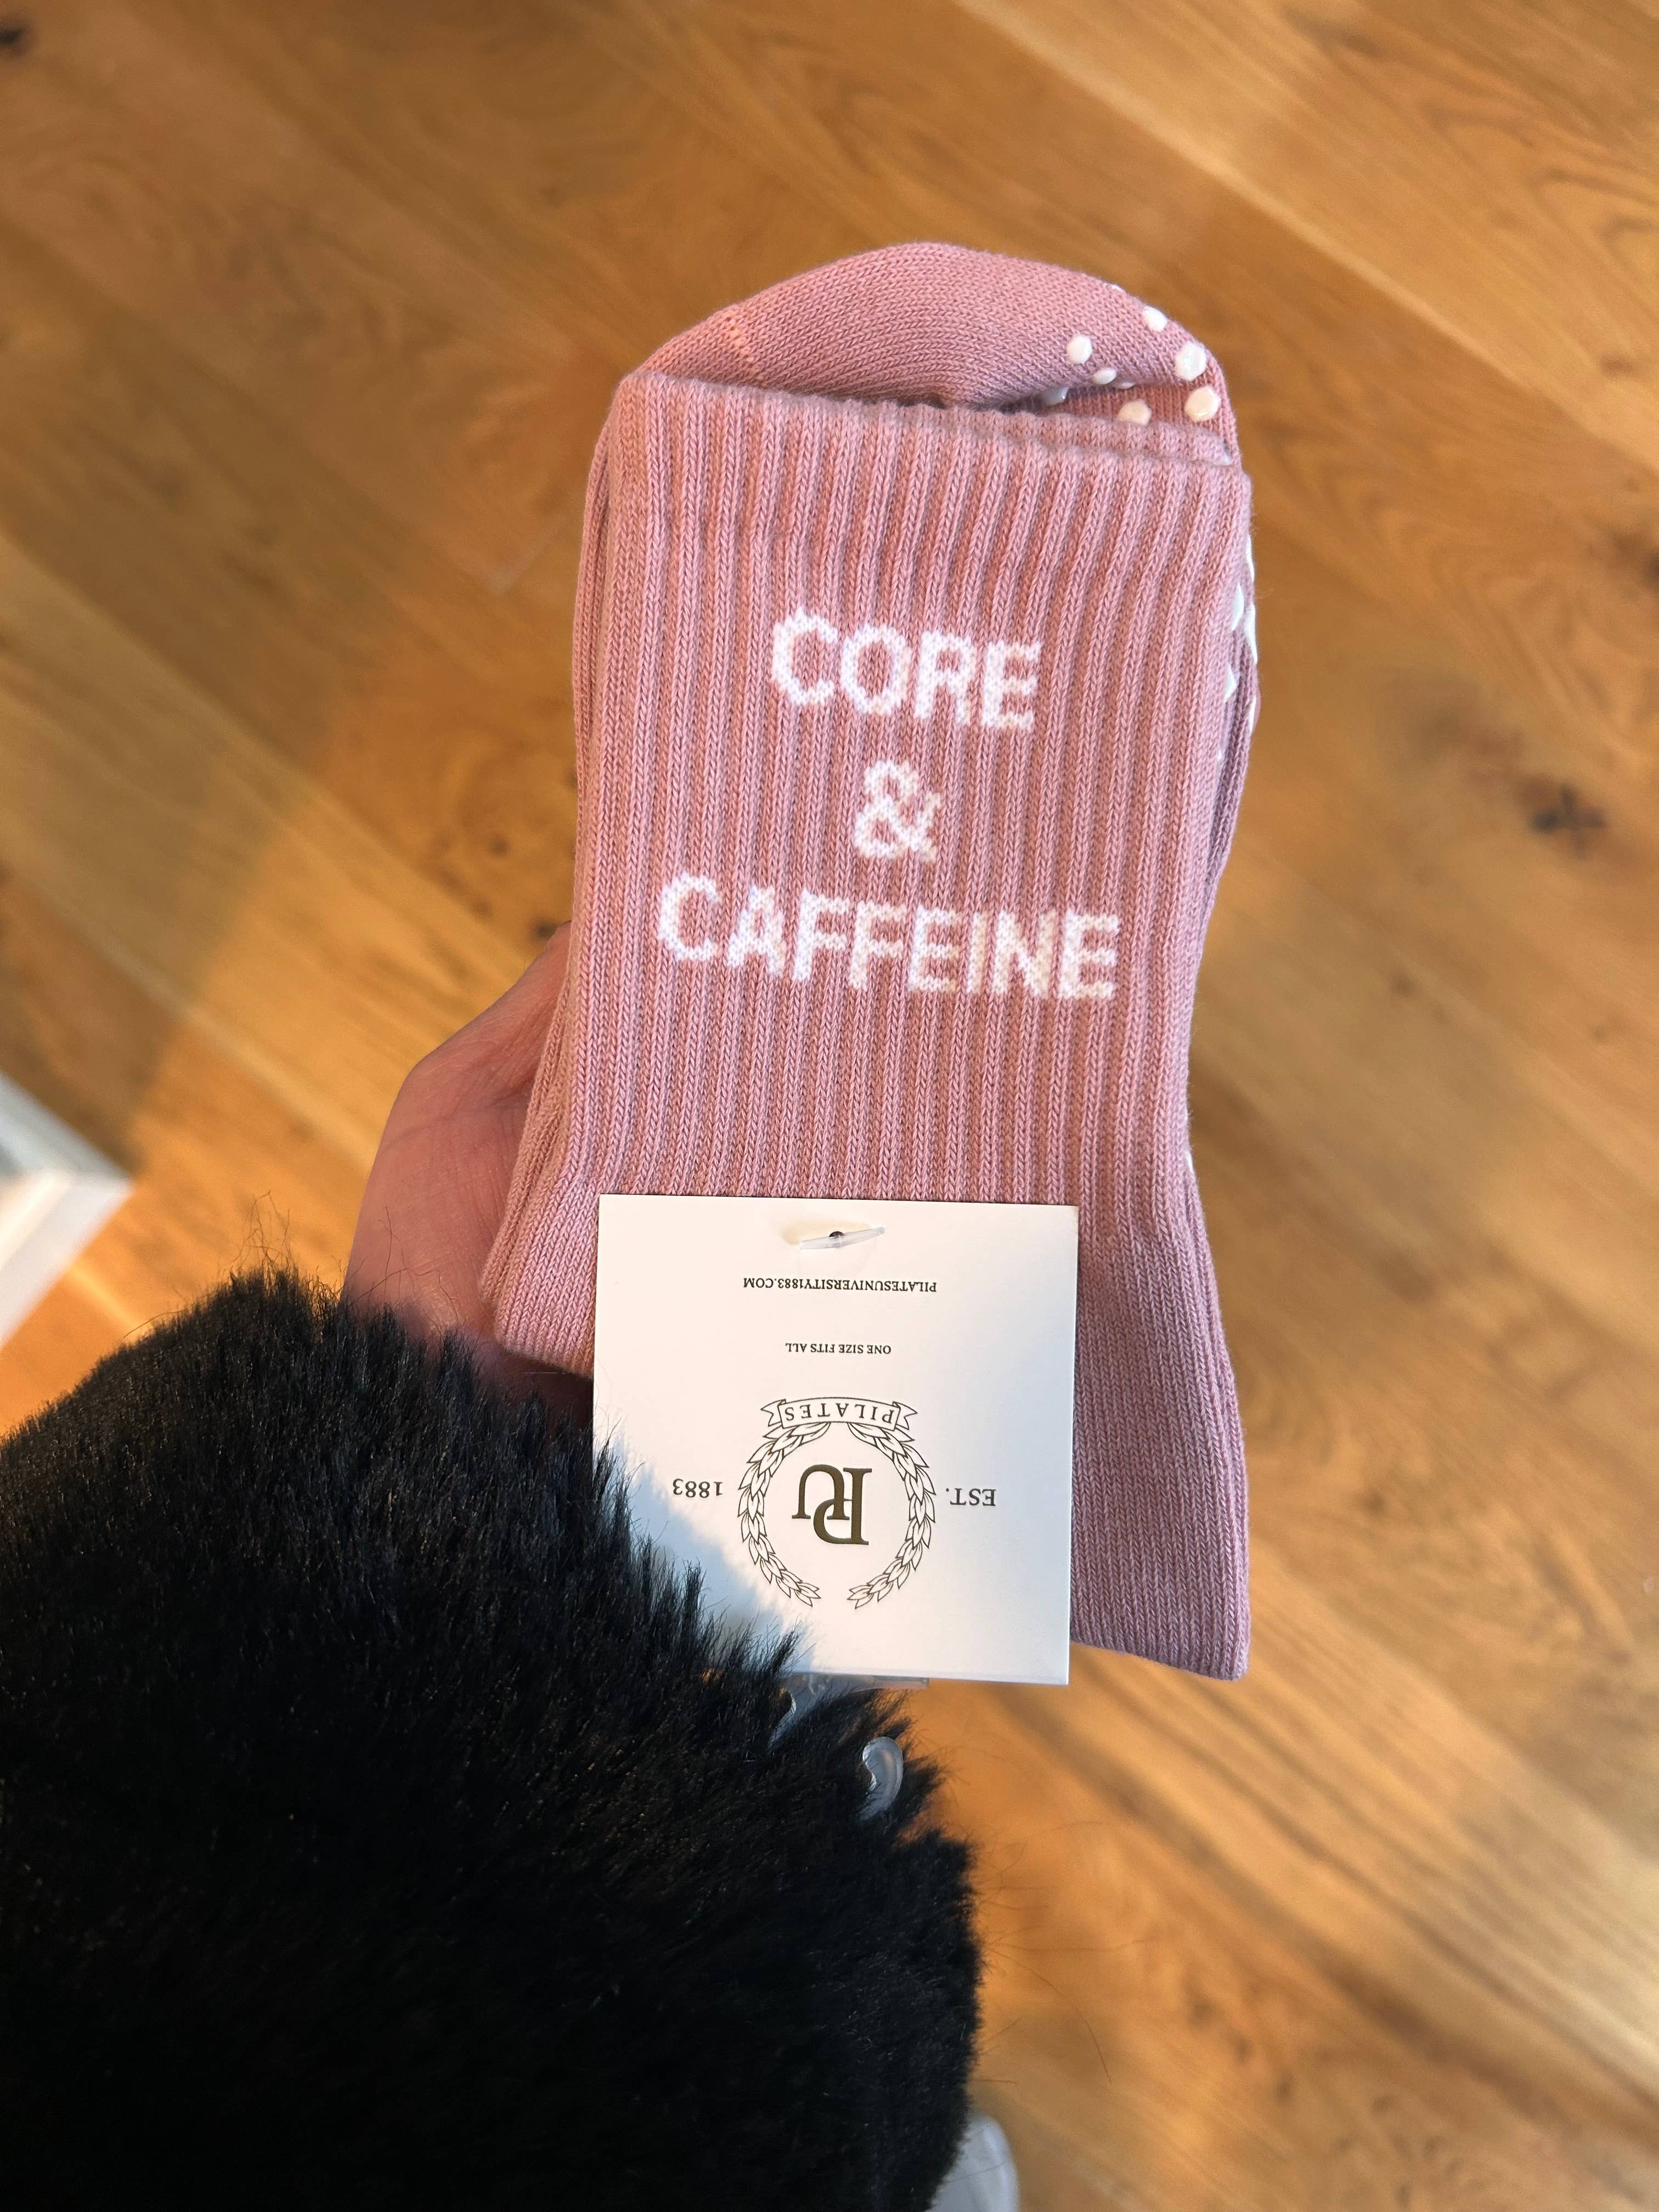 CORE
&
CAFFEINE
PILATESUNIVERSITY1883.COM
ONE SIZE FITS ALL
PILATES
EST. 1883
PU